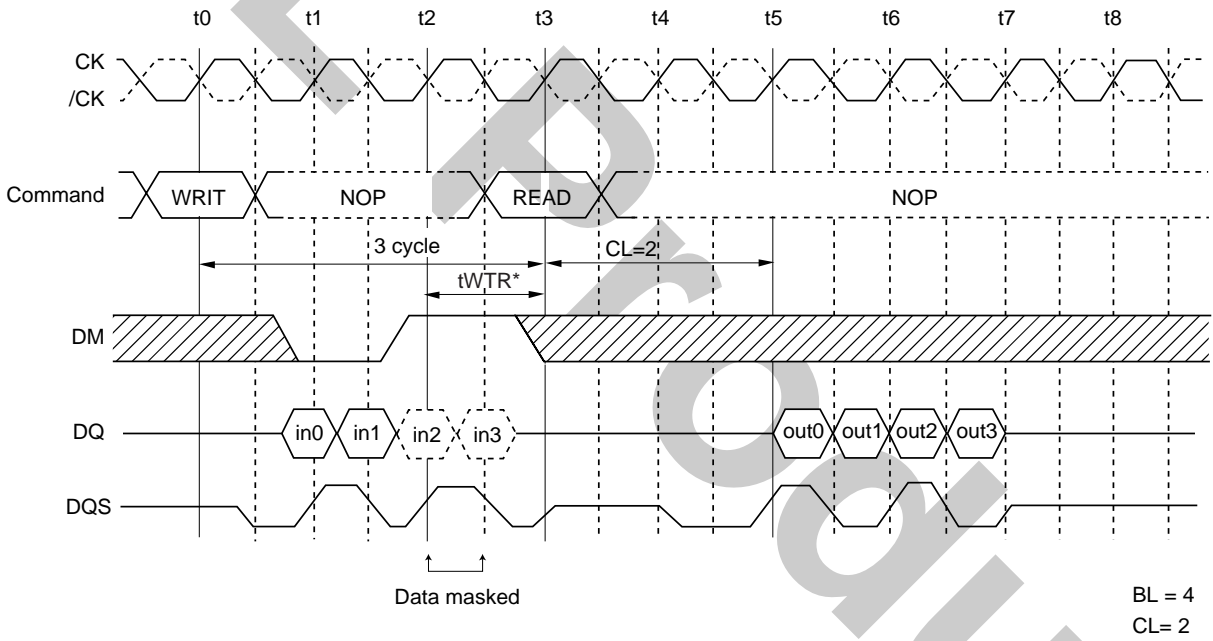 t0 t1 t2 t3 t4 t5 t6 t7 t8
CK
/CK
Command WRIT NOP READ NOP
3 cycle CL=2
tWTR*
DM
DQ in0 in1 in2 in3 out0 out1 out2 out3
DQS
Data masked
BL = 4
CL= 2